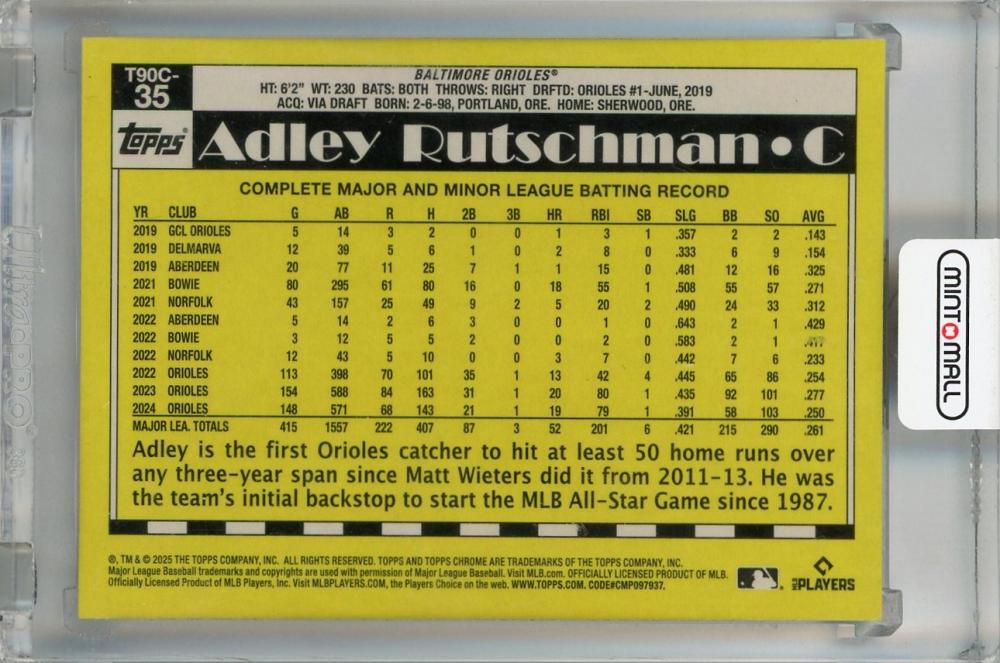 T90C-
35
BALTIMORE ORIOLES®
HT: 6'2" WT: 230 BATS: BOTH THROWS: RIGHT DRFTD: ORIOLES #1-JUNE, 2019
ACQ: VIA DRAFT BORN: 2-6-98, PORTLAND, ORE. HOME: SHERWOOD, ORE.
topps Adley Rutschman • C
COMPLETE MAJOR AND MINOR LEAGUE BATTING RECORD
YR CLUB G AB R H 2B 3B HR RBI SB SLG BB SO AVG
2019 GCL ORIOLES 5 14 3 2 0 0 1 3 1 .357 2 2 .143
2019 DELMARVA 12 39 5 6 1 0 2 8 0 .333 6 9 .154
2019 ABERDEEN 20 77 11 25 7 1 1 15 0 .481 12 16 .325
2021 BOWIE 80 295 61 80 16 0 18 55 1 .508 55 57 .271
2021 NORFOLK 43 157 25 49 9 2 5 20 2 .490 24 33 .312
2022 ABERDEEN 5 14 2 6 3 0 0 1 0 .643 2 1 .429
2022 BOWIE 3 12 5 5 2 0 0 2 0 .583 2 1
2022 NORFOLK 12 43 5 10 0 0 3 7 0 .442 7 6 .233
2022 ORIOLES 113 398 70 101 35 1 13 42 4 .445 65 86 .254
2023 ORIOLES 154 588 84 163 31 1 20 80 1 .435 92 101 .277
2024 ORIOLES 148 571 68 143 21 1 19 79 1 .391 58 103 .250
MAJOR LEA. TOTALS 415 1557 222 407 87 3 52 201 6 .421 215 290 .261
Adley is the first Orioles catcher to hit at least 50 home runs over
any three-year span since Matt Wieters did it from 2011-13. He was
the team's initial backstop to start the MLB All-Star Game since 1987.
®, TM & © 2025 THE TOPPS COMPANY, INC. ALL RIGHTS RESERVED. TOPPS AND TOPPS CHROME ARE TRADEMARKS OF THE TOPPS COMPANY, INC.
Major League Baseball trademarks and copyrights are used with permission of Major League Baseball. Visit MLB.com. OFFICIALLY LICENSED PRODUCT OF MLB.
Officially Licensed Product of MLB Players, Inc. Visit MLBPLAYERS.COM, the Players Choice on the web. WWW.TOPPS.COM. CODE#CMP097937.
MLB PLAYERS
MINT MALL